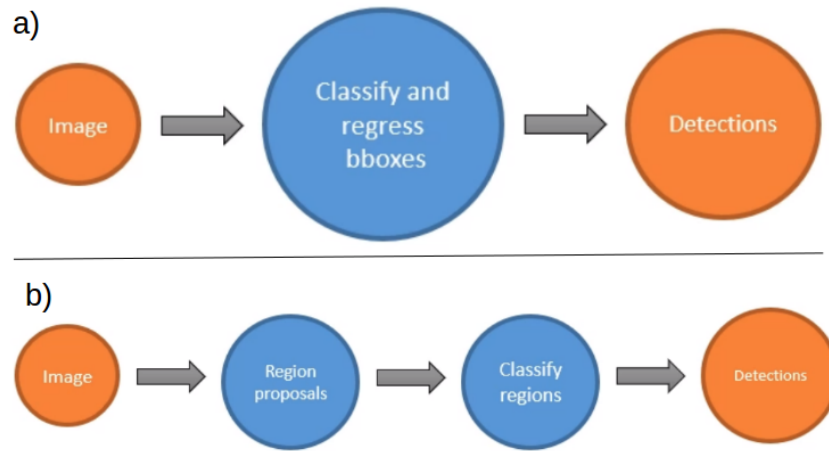 a)
Image
Classify and
regress
bboxes
Detections
b)
Image
Region
proposals
Classify
regions
Detections